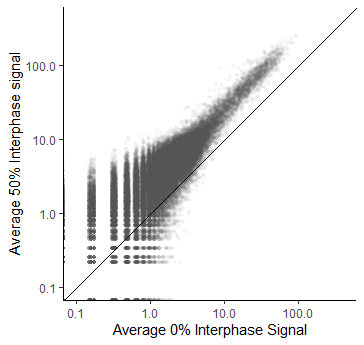 Average 50% Interphase signal
100.0
10.0
1.0
0.1
0.1 1.0 10.0 100.0
Average 0% Interphase Signal